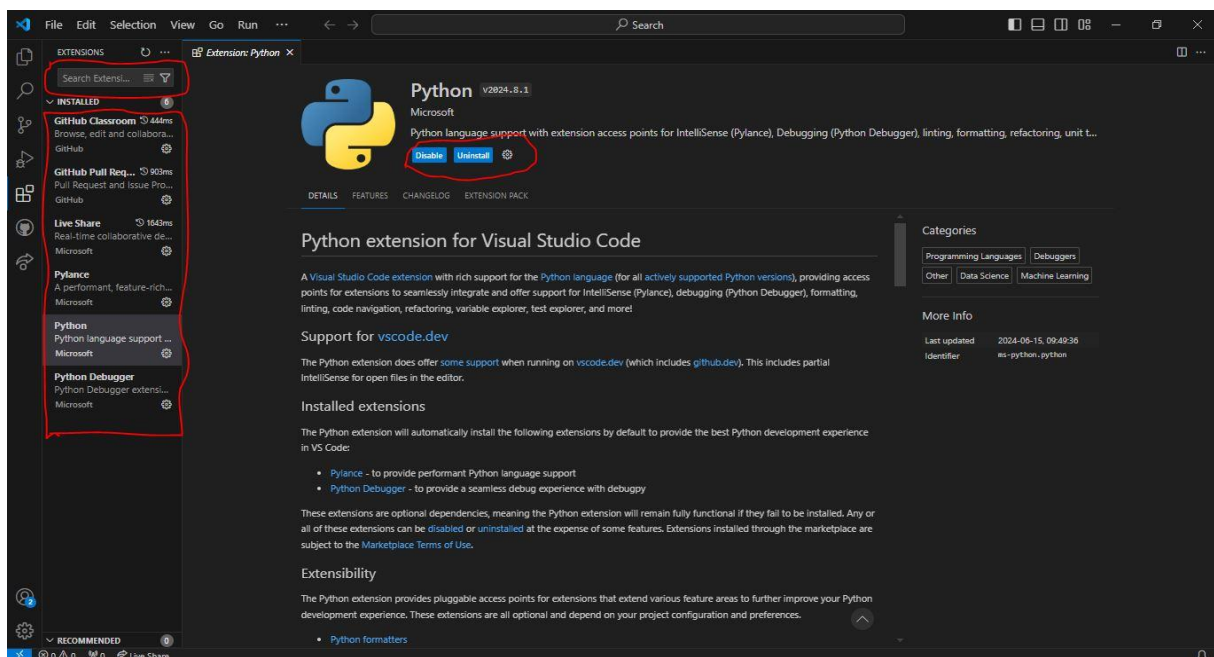 File Edit Selection View Go Run ···
Search
EXTENSIONS
Search Extensi...
INSTALLED 6
GitHub Classroom 444ms
Browse, edit and collabora...
GitHub
GitHub Pull Req... 903ms
Pull Request and Issue Pro...
GitHub
Live Share 1643ms
Real-time collaborative de...
Microsoft
Pylance
A performant, feature-rich...
Microsoft
Python
Python language support ...
Microsoft
Python Debugger
Python Debugger extensi...
Microsoft
RECOMMENDED 0
2
0 0 0 Live Share
Extension: Python
Python v2024.8.1
Microsoft
Python language support with extension access points for IntelliSense (Pylance), Debugging (Python Debugger), linting, formatting, refactoring, unit t...
Disable Uninstall
DETAILS FEATURES CHANGELOG EXTENSION PACK
Python extension for Visual Studio Code
A Visual Studio Code extension with rich support for the Python language (for all actively supported Python versions), providing access
points for extensions to seamlessly integrate and offer support for IntelliSense (Pylance), debugging (Python Debugger), formatting,
linting, code navigation, refactoring, variable explorer, test explorer, and more!
Support for vscode.dev
The Python extension does offer some support when running on vscode.dev (which includes github.dev). This includes partial
IntelliSense for open files in the editor.
Installed extensions
The Python extension will automatically install the following extensions by default to provide the best Python development experience
in VS Code:
• Pylance - to provide performant Python language support
• Python Debugger - to provide a seamless debug experience with debugpy
These extensions are optional dependencies, meaning the Python extension will remain fully functional if they fail to be installed. Any or
all of these extensions can be disabled or uninstalled at the expense of some features. Extensions installed through the marketplace are
subject to the Marketplace Terms of Use.
Extensibility
The Python extension provides pluggable access points for extensions that extend various feature areas to further improve your Python
development experience. These extensions are all optional and depend on your project configuration and preferences.
• Python formatters
Categories
Programming Languages Debuggers
Other Data Science Machine Learning
More Info
Last updated 2024-06-15, 09:49:36
Identifier ms-python.python